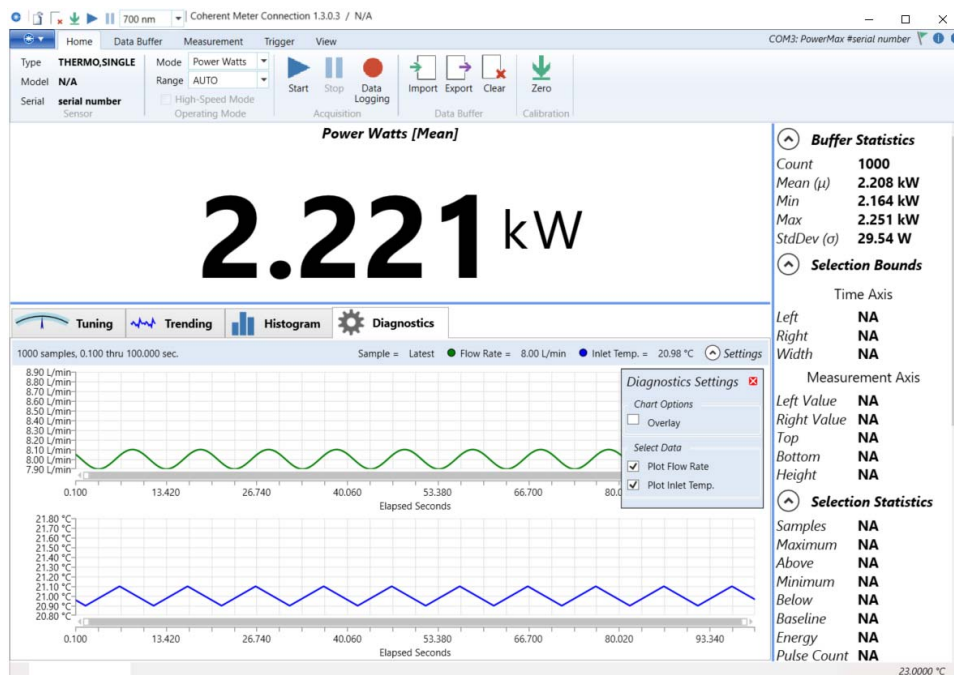 700 nm
Coherent Meter Connection 1.3.0.3 / N/A
Home Data Buffer Measurement Trigger View
COM3: PowerMax #serial number
Type THERMO,SINGLE
Model N/A
Serial serial number
Sensor
Mode Power Watts
Range AUTO
High-Speed Mode
Operating Mode
Start Stop Data Logging
Acquisition
Import Export Clear
Data Buffer
Zero
Calibration
Power Watts [Mean]
2.221 kW
Tuning Trending Histogram Diagnostics
1000 samples, 0.100 thru 100.000 sec. Sample = Latest Flow Rate = 8.00 L/min Inlet Temp. = 20.98 °C Settings
8.90 L/min
8.80 L/min
8.70 L/min
8.60 L/min
8.50 L/min
8.40 L/min
8.30 L/min
8.20 L/min
8.10 L/min
8.00 L/min
7.90 L/min
0.100 13.420 26.740 40.060 53.380 66.700 80.0
Elapsed Seconds
Diagnostics Settings
Chart Options
Overlay
Select Data
Plot Flow Rate
Plot Inlet Temp.
21.80 °C
21.70 °C
21.60 °C
21.50 °C
21.40 °C
21.30 °C
21.20 °C
21.10 °C
21.00 °C
20.90 °C
20.80 °C
0.100 13.420 26.740 40.060 53.380 66.700 80.020 93.340
Elapsed Seconds
Buffer Statistics
Count 1000
Mean (μ) 2.208 kW
Min 2.164 kW
Max 2.251 kW
StdDev (σ) 29.54 W
Selection Bounds
Time Axis
Left NA
Right NA
Width NA
Measurement Axis
Left Value NA
Right Value NA
Top NA
Bottom NA
Height NA
Selection Statistics
Samples NA
Maximum NA
Above NA
Minimum NA
Below NA
Baseline NA
Energy NA
Pulse Count NA
23.0000 °C